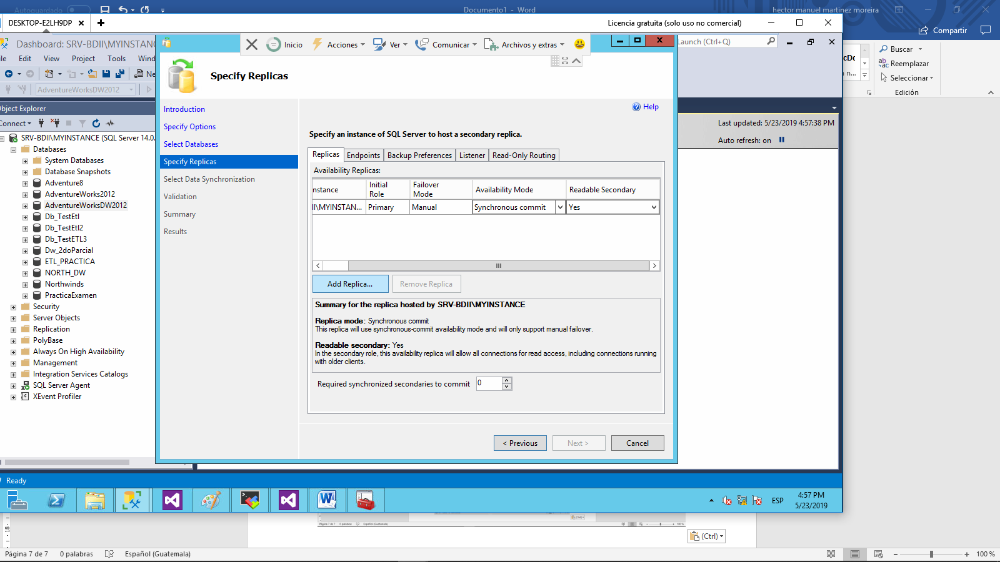 Autoguardado
Documento1 - Word
hector manuel martinez moreira
DESKTOP-E2LH9DP
Licencia gratuita (solo uso no comercial)
Compartir
Dashboard: SRV-BDII\MYINSTANC
Inicio
Acciones
Ver
Comunicar
Archivos y extras
Launch (Ctrl+Q)
Buscar
Reemplazar
Seleccionar
Edición
Edit
View
Project
Tools
Wind
Ne
AdventureWorksDW2012
Specify Replicas
bject Explorer
onnect
SRV-BDII\MYINSTANCE (SQL Server 14.0.
Databases
System Databases
Database Snapshots
Adventure8
AdventureWorks2012
AdventureWorksDW2012
Db_TestEtl
Db_TestEtl2
Db_TestETL3
Dw_2doParcial
ETL_PRACTICA
NORTH_DW
Northwinds
PracticaExamen
Security
Server Objects
Replication
PolyBase
Always On High Availability
Management
Integration Services Catalogs
SQL Server Agent
XEvent Profiler
Introduction
Specify Options
Select Databases
Specify Replicas
Select Data Synchronization
Validation
Summary
Results
Help
Specify an instance of SQL Server to host a secondary replica.
Replicas
Endpoints
Backup Preferences
Listener
Read-Only Routing
Availability Replicas:
nstance
Initial Role
Failover Mode
Availability Mode
Readable Secondary
II\MYINSTAN...
Primary
Manual
Synchronous commit
Yes
Add Replica...
Remove Replica
Summary for the replica hosted by SRV-BDII\MYINSTANCE
Replica mode: Synchronous commit
This replica will use synchronous-commit availability mode and will only support manual failover.
Readable secondary: Yes
In the secondary role, this availability replica will allow all connections for read access, including connections running
with older clients.
Required synchronized secondaries to commit 0
< Previous
Next >
Cancel
Last updated: 5/23/2019 4:57:38 PM
Auto refresh: on
Ready
ESP
4:57 PM
5/23/2019
18
(Ctrl)
Página 7 de 7
0 palabras
Español (Guatemala)
100 %